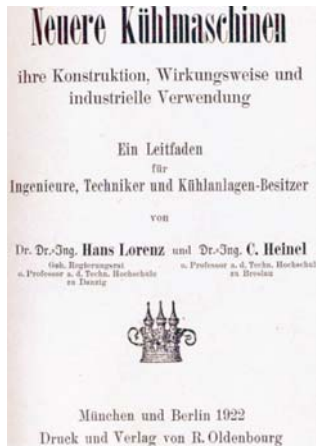 Neuere Kühlmaschinen
ihre Konstruktion, Wirkungsweise und
industrielle Verwendung
Ein Leitfaden
für
Ingenieure, Techniker und Kühlanlagen-Besitzer
von
Dr. Dr.-Ing. Hans Lorenz und Dr.-Ing. C. Heinel
Geh. Regierungsrat
o. Professor a. d. Techn. Hochschule
zu Danzig
o. Professor a. d. Techn. Hochschul
zu Breslau
München und Berlin 1922
Druck und Verlag von R. Oldenbourg